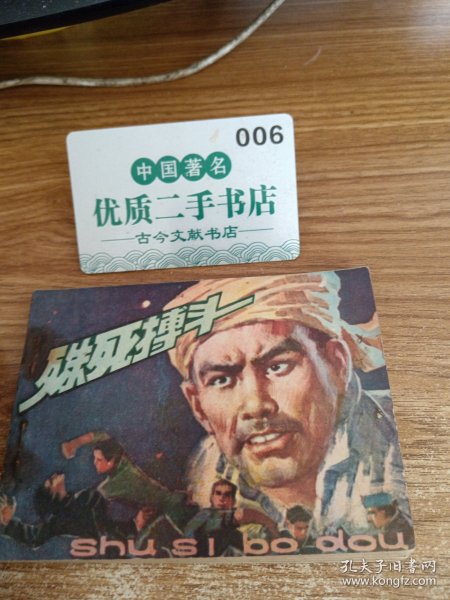 006
中国著名
优质二手书店
古今文献书店
殊死搏斗
shu si bo dou
孔夫子旧书网
www.kongfz.com